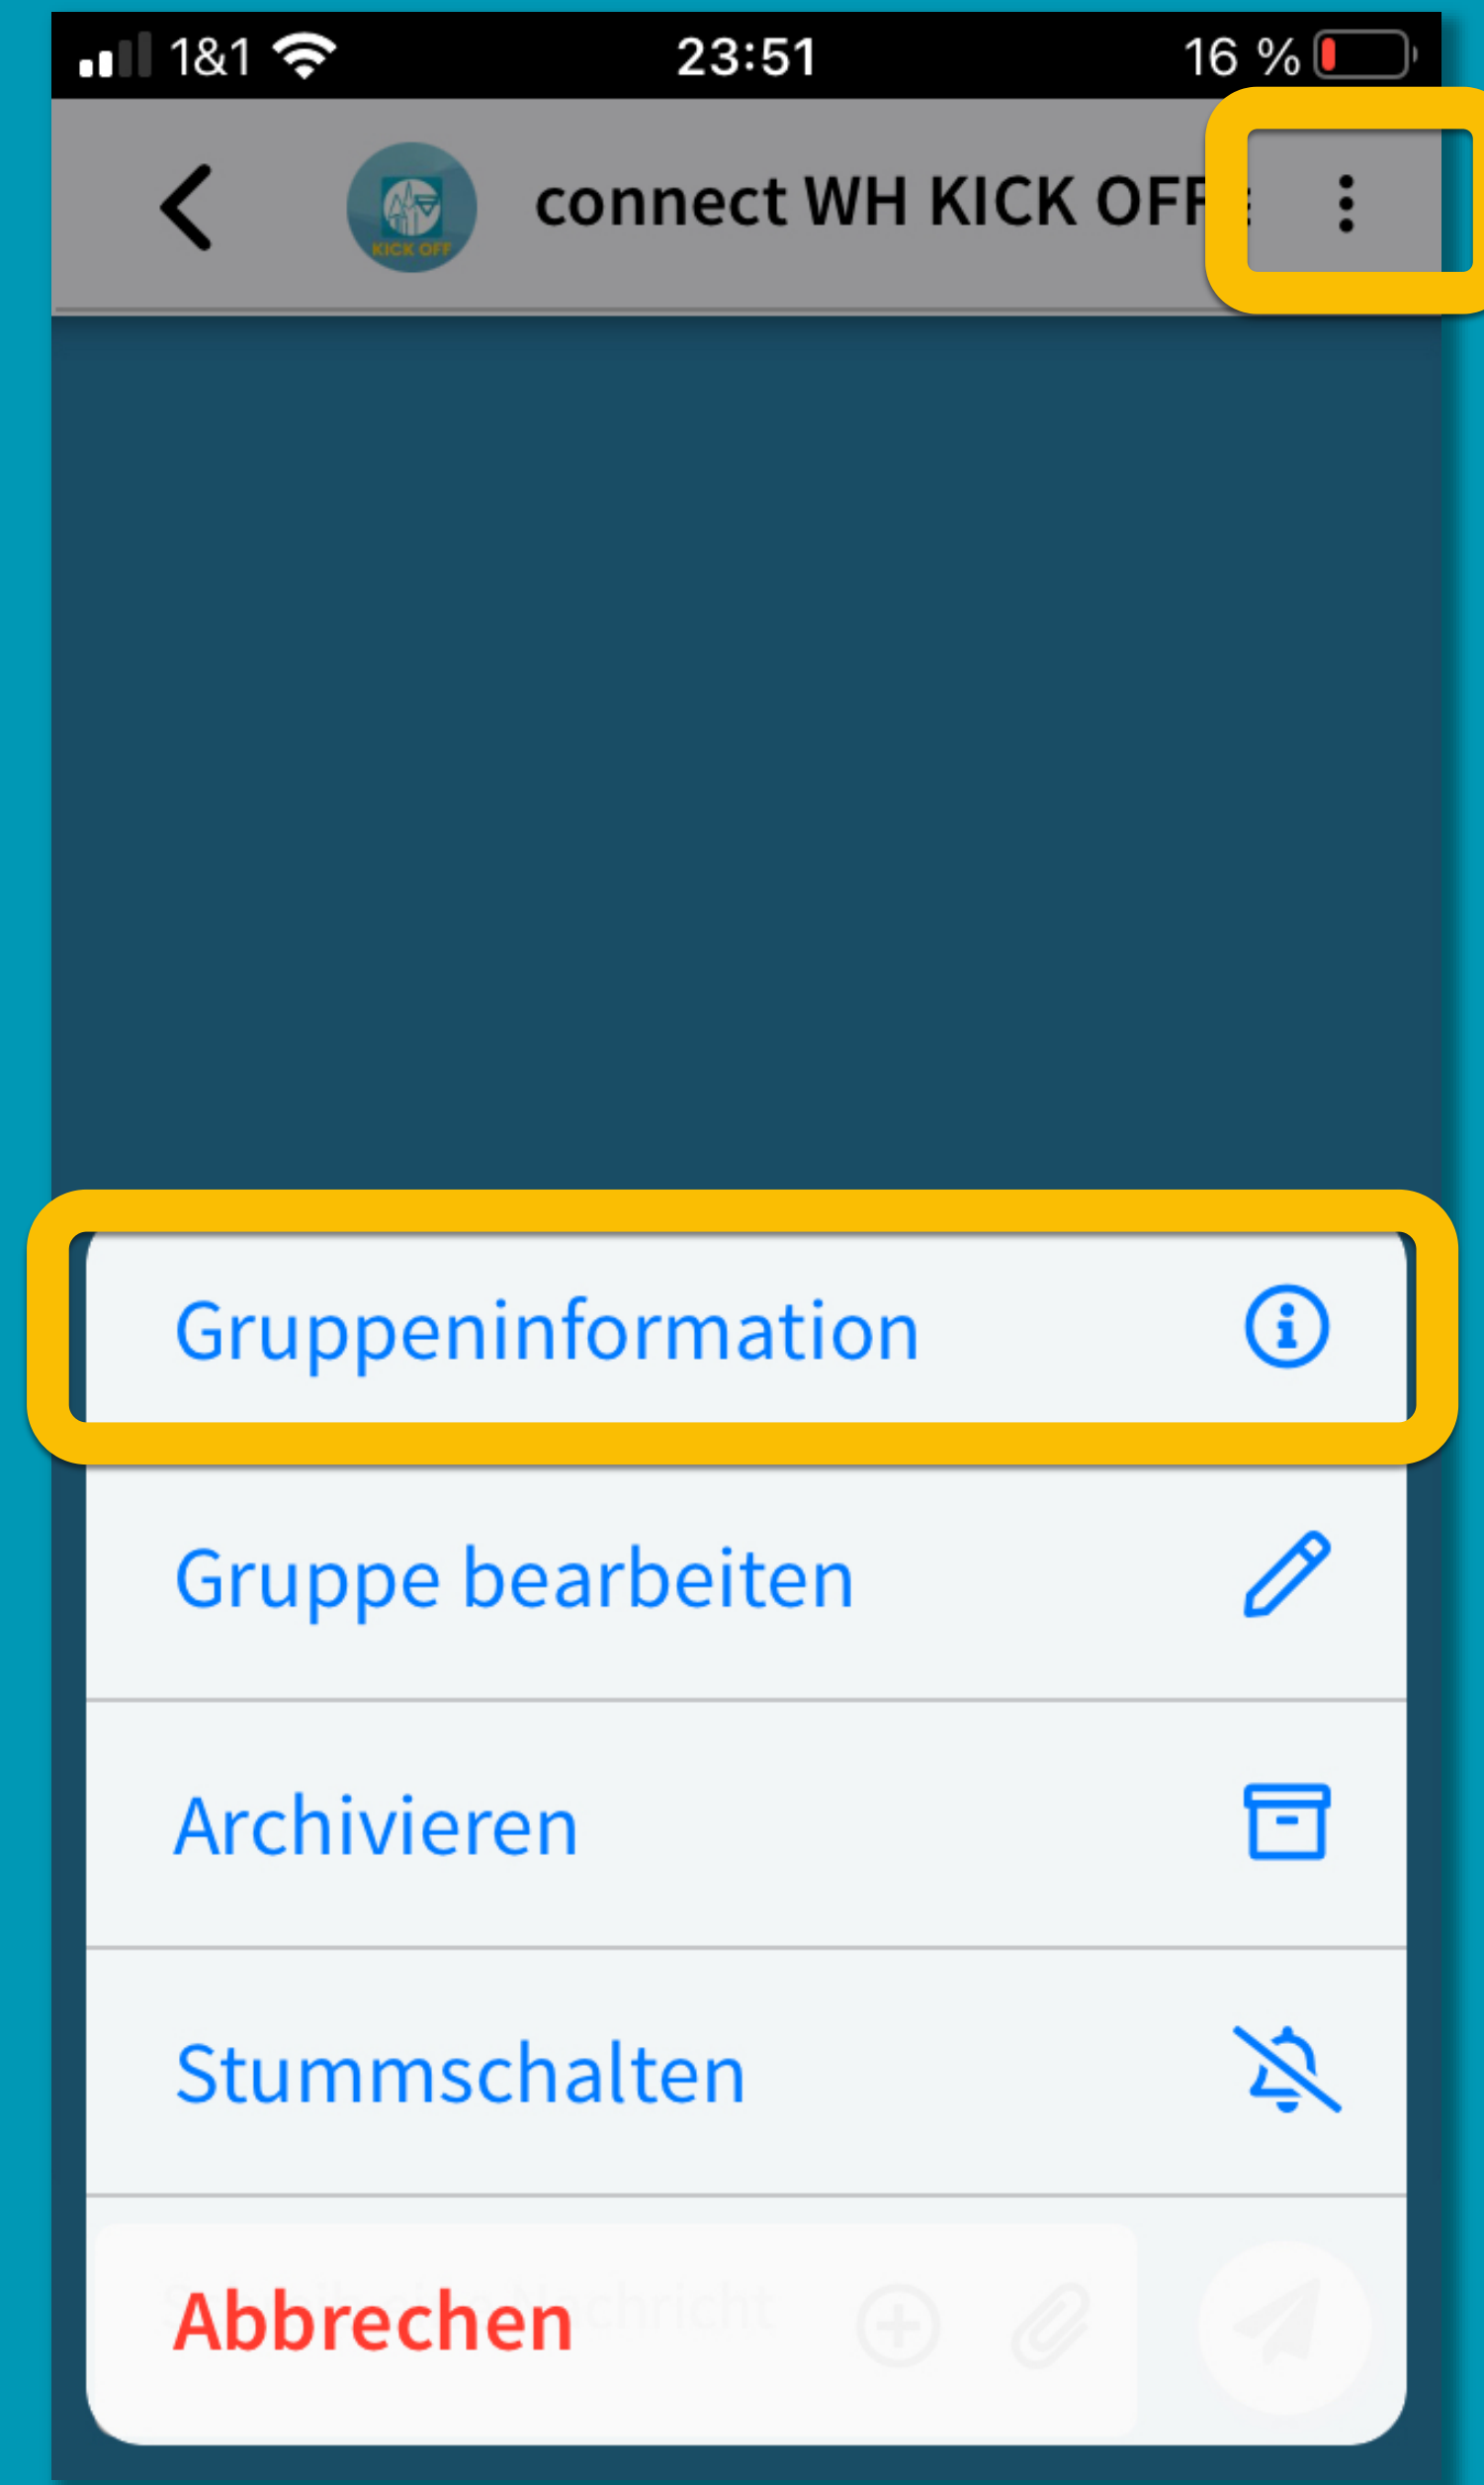 1&1 23:51 16 %
KICK OFF
connect WH KICK OFF
Gruppeninformation
Gruppe bearbeiten
Archivieren
Stummschalten
Abbrechen